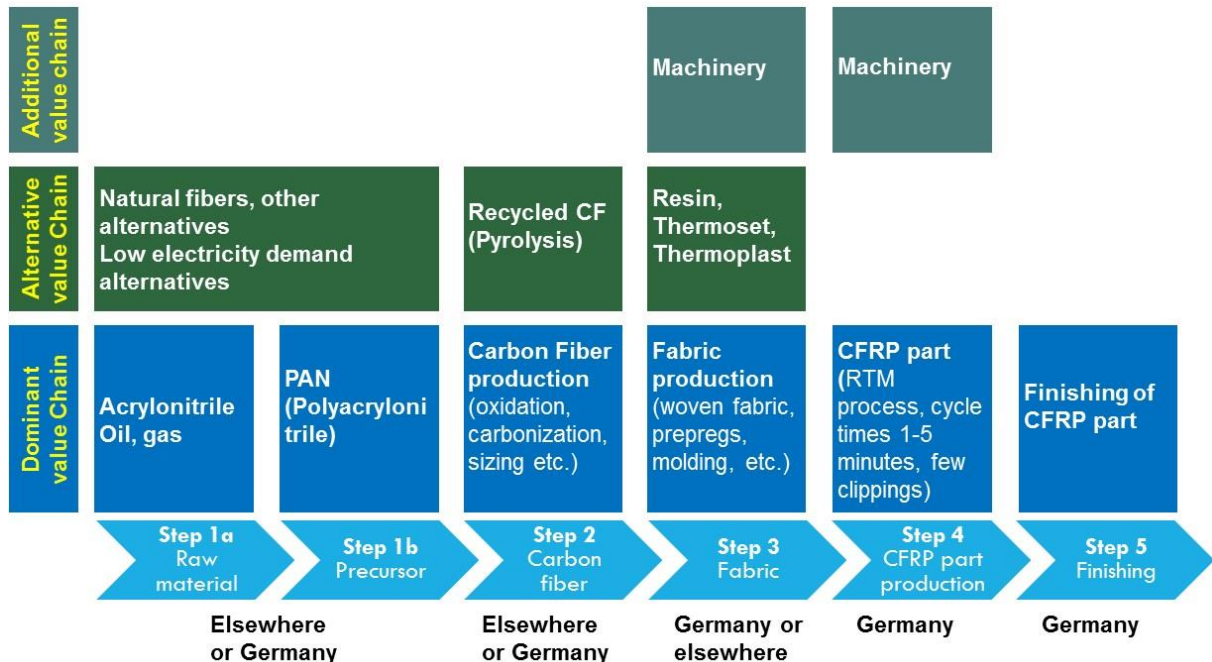 Additional
value chain
Machinery
Machinery
Alternative
value Chain
Natural fibers, other
alternatives
Low electricity demand
alternatives
Recycled CF
(Pyrolysis)
Resin,
Thermoset,
Thermoplast
Dominant
value Chain
Acrylonitrile
Oil, gas
PAN
(Polyacryloni
trile)
Carbon Fiber
production
(oxidation,
carbonization,
sizing etc.)
Fabric
production
(woven fabric,
prepregs,
molding, etc.)
CFRP part
(RTM
process, cycle
times 1-5
minutes, few
clippings)
Finishing of
CFRP part
Step 1a
Raw
material
Step 1b
Precursor
Step 2
Carbon
fiber
Step 3
Fabric
Step 4
CFRP part
production
Step 5
Finishing
Elsewhere
or Germany
Elsewhere
or Germany
Germany or
elsewhere
Germany
Germany